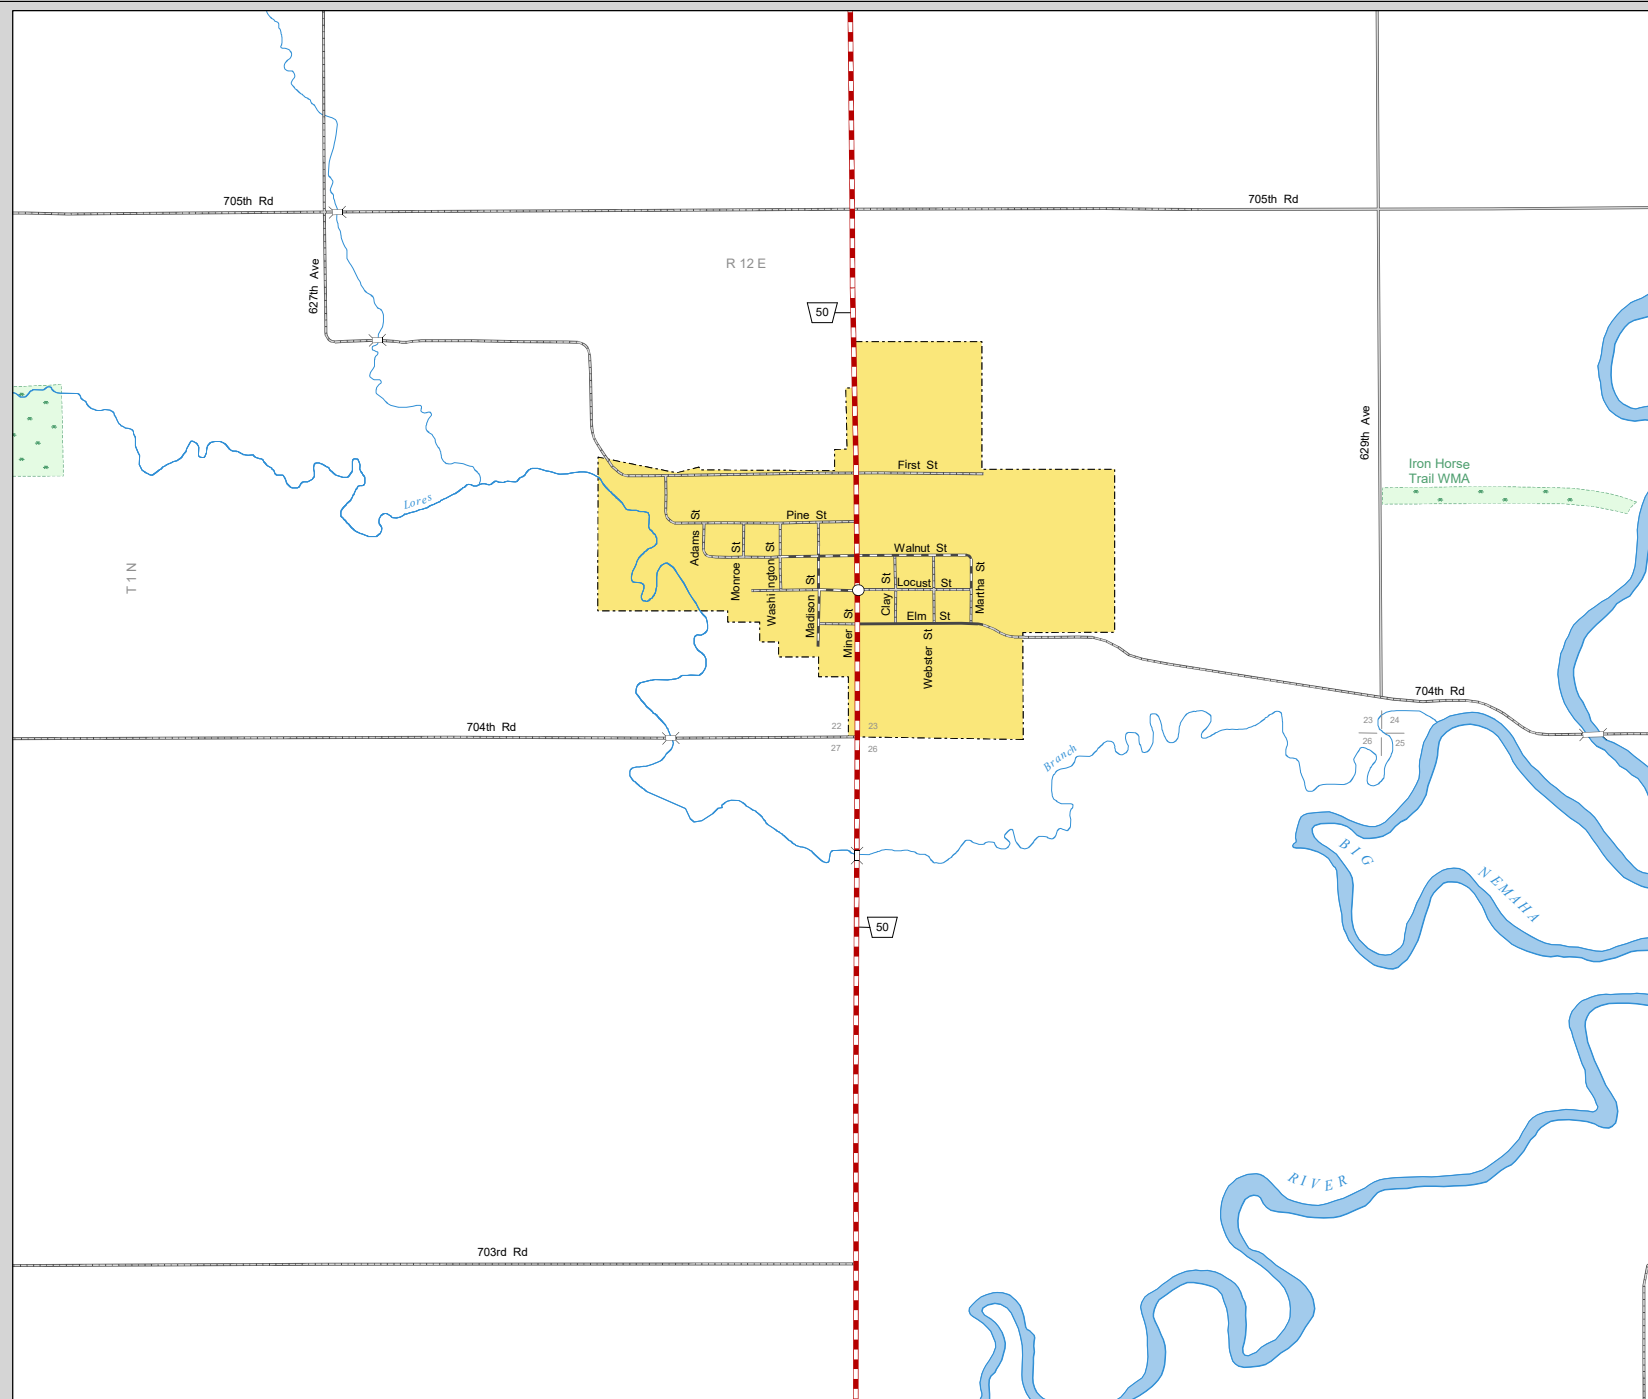 705th Rd
705th Rd
R 12 E
627th Ave
50
629th Ave
First St
Iron Horse
Trail WMA
Lores
Pine St
Adams St
Walnut St
Monroe St
Washington St
T 1 N
Madison St
Clay St
Locust St
Martha St
Elm St
Miner St
Webster St
704th Rd
704th Rd
22 23
27 26
23 24
26 25
Branch
BIG
NEMAHA
50
RIVER
703rd Rd